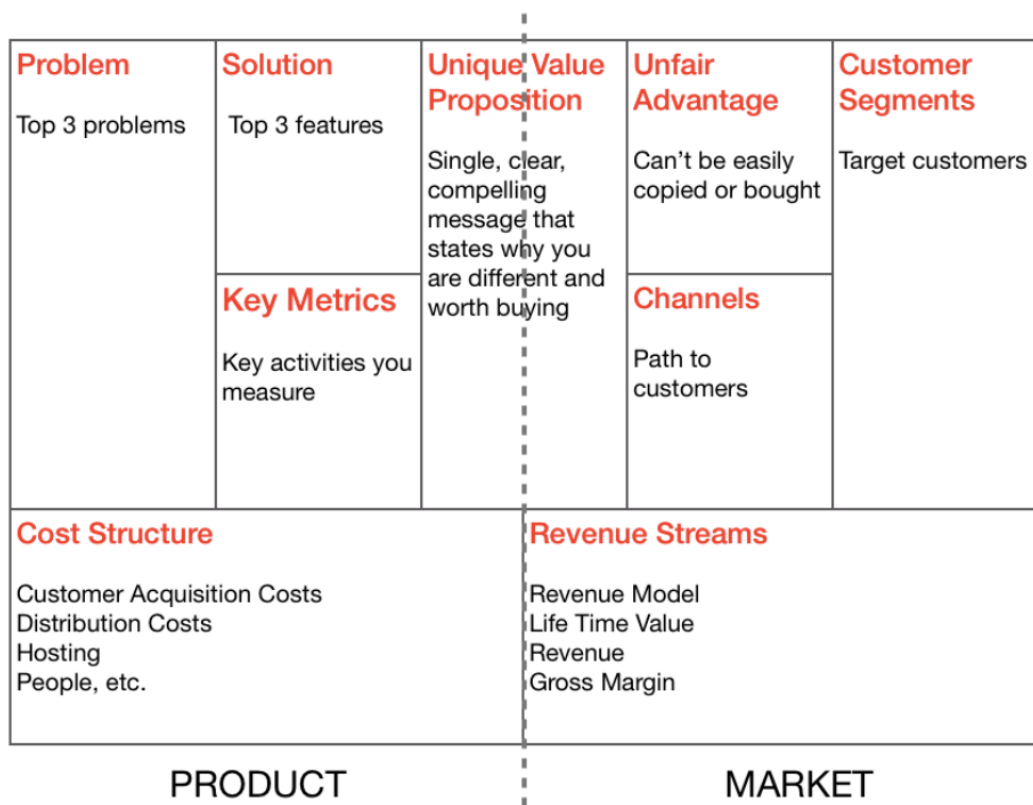 Problem
Top 3 problems
Solution
Top 3 features
Key Metrics
Key activities you
measure
Unique Value
Proposition
Single, clear,
compelling
message that
states why you
are different and
worth buying
Unfair
Advantage
Can't be easily
copied or bought
Channels
Path to
customers
Customer
Segments
Target customers
Cost Structure
Customer Acquisition Costs
Distribution Costs
Hosting
People, etc.
Revenue Streams
Revenue Model
Life Time Value
Revenue
Gross Margin
PRODUCT
MARKET